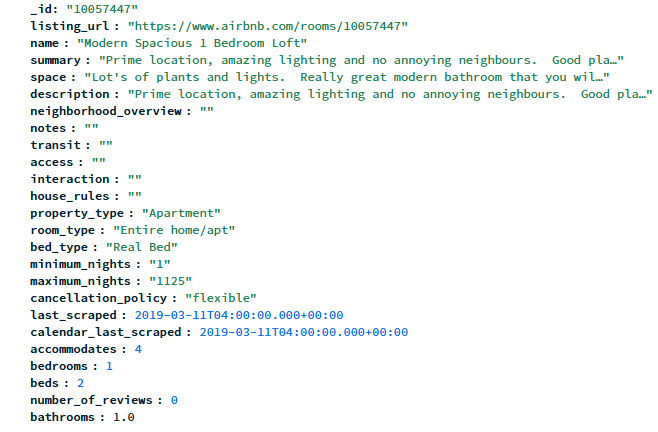 _id: "10057447"
listing_url : "https://www.airbnb.com/rooms/10057447"
name : "Modern Spacious 1 Bedroom Loft"
summary : "Prime location, amazing lighting and no annoying neighbours.  Good pla…"
space : "Lot's of plants and lights.  Really great modern bathroom that you wil…"
description : "Prime location, amazing lighting and no annoying neighbours.  Good pla…"
neighborhood_overview : ""
notes : ""
transit : ""
access : ""
interaction : ""
house_rules : ""
property_type : "Apartment"
room_type : "Entire home/apt"
bed_type : "Real Bed"
minimum_nights : "1"
maximum_nights : "1125"
cancellation_policy : "flexible"
last_scraped : 2019-03-11T04:00:00.000+00:00
calendar_last_scraped : 2019-03-11T04:00:00.000+00:00
accommodates : 4
bedrooms : 1
beds : 2
number_of_reviews : 0
bathrooms : 1.0